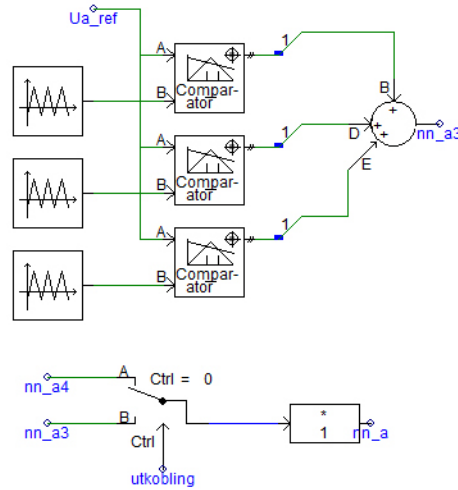 Ua_ref
A
Compar-
ator
B
1
B
A
Compar-
ator
B
1
D
+
+
+
nn_a3
E
A
Compar-
ator
B
1
nn_a4
A
Ctrl = 0
nn_a3
B
Ctrl
*
1
nn_a
utkobling